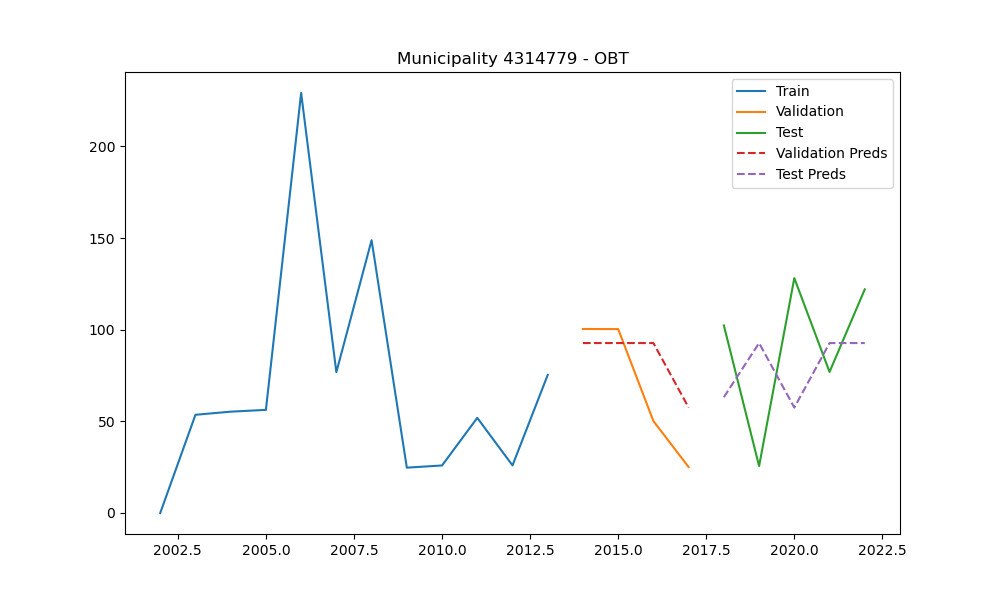 Municipality 4314779 - OBT
Train
Validation
Test
Validation Preds
Test Preds
200
150
100
50
0
2002.5 2005.0 2007.5 2010.0 2012.5 2015.0 2017.5 2020.0 2022.5